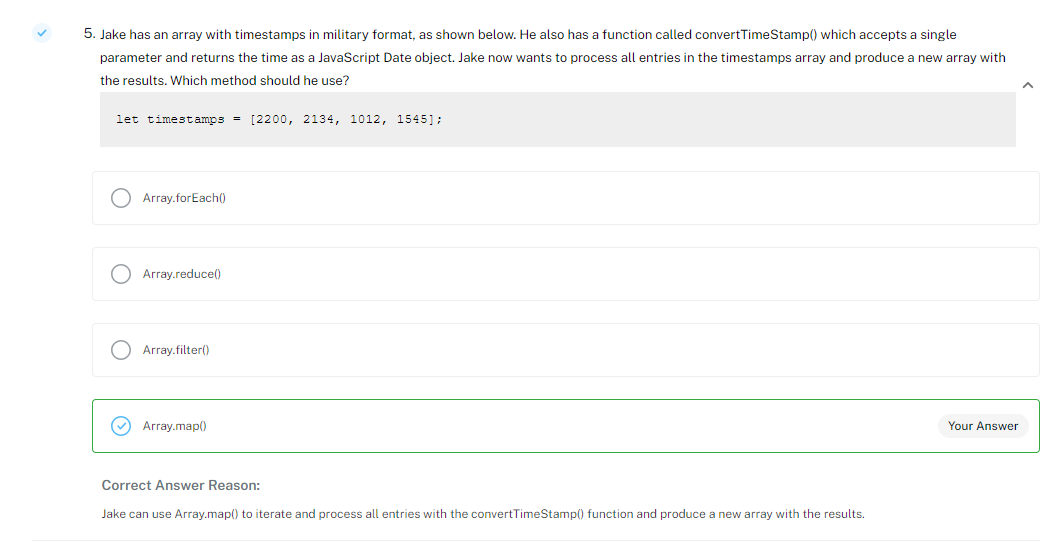 5. Jake has an array with timestamps in military format, as shown below. He also has a function called convertTimeStamp() which accepts a single
parameter and returns the time as a JavaScript Date object. Jake now wants to process all entries in the timestamps array and produce a new array with
the results. Which method should he use?
let timestamps = [2200, 2134, 1012, 1545];
Array.forEach()
Array.reduce()
Array.filter()
Array.map()
Your Answer
Correct Answer Reason:
Jake can use Array.map() to iterate and process all entries with the convertTimeStamp() function and produce a new array with the results.